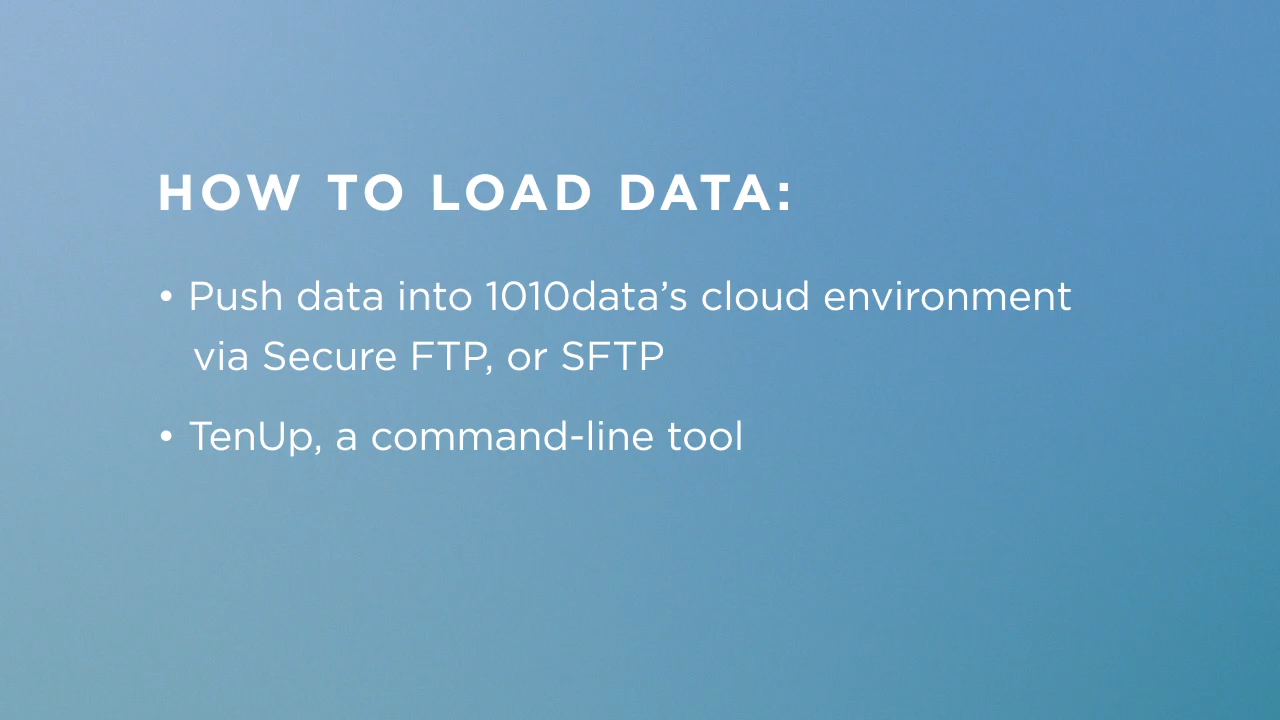 HOW TO LOAD DATA:
• Push data into 1010data’s cloud environment
via Secure FTP, or SFTP
• TenUp, a command-line tool